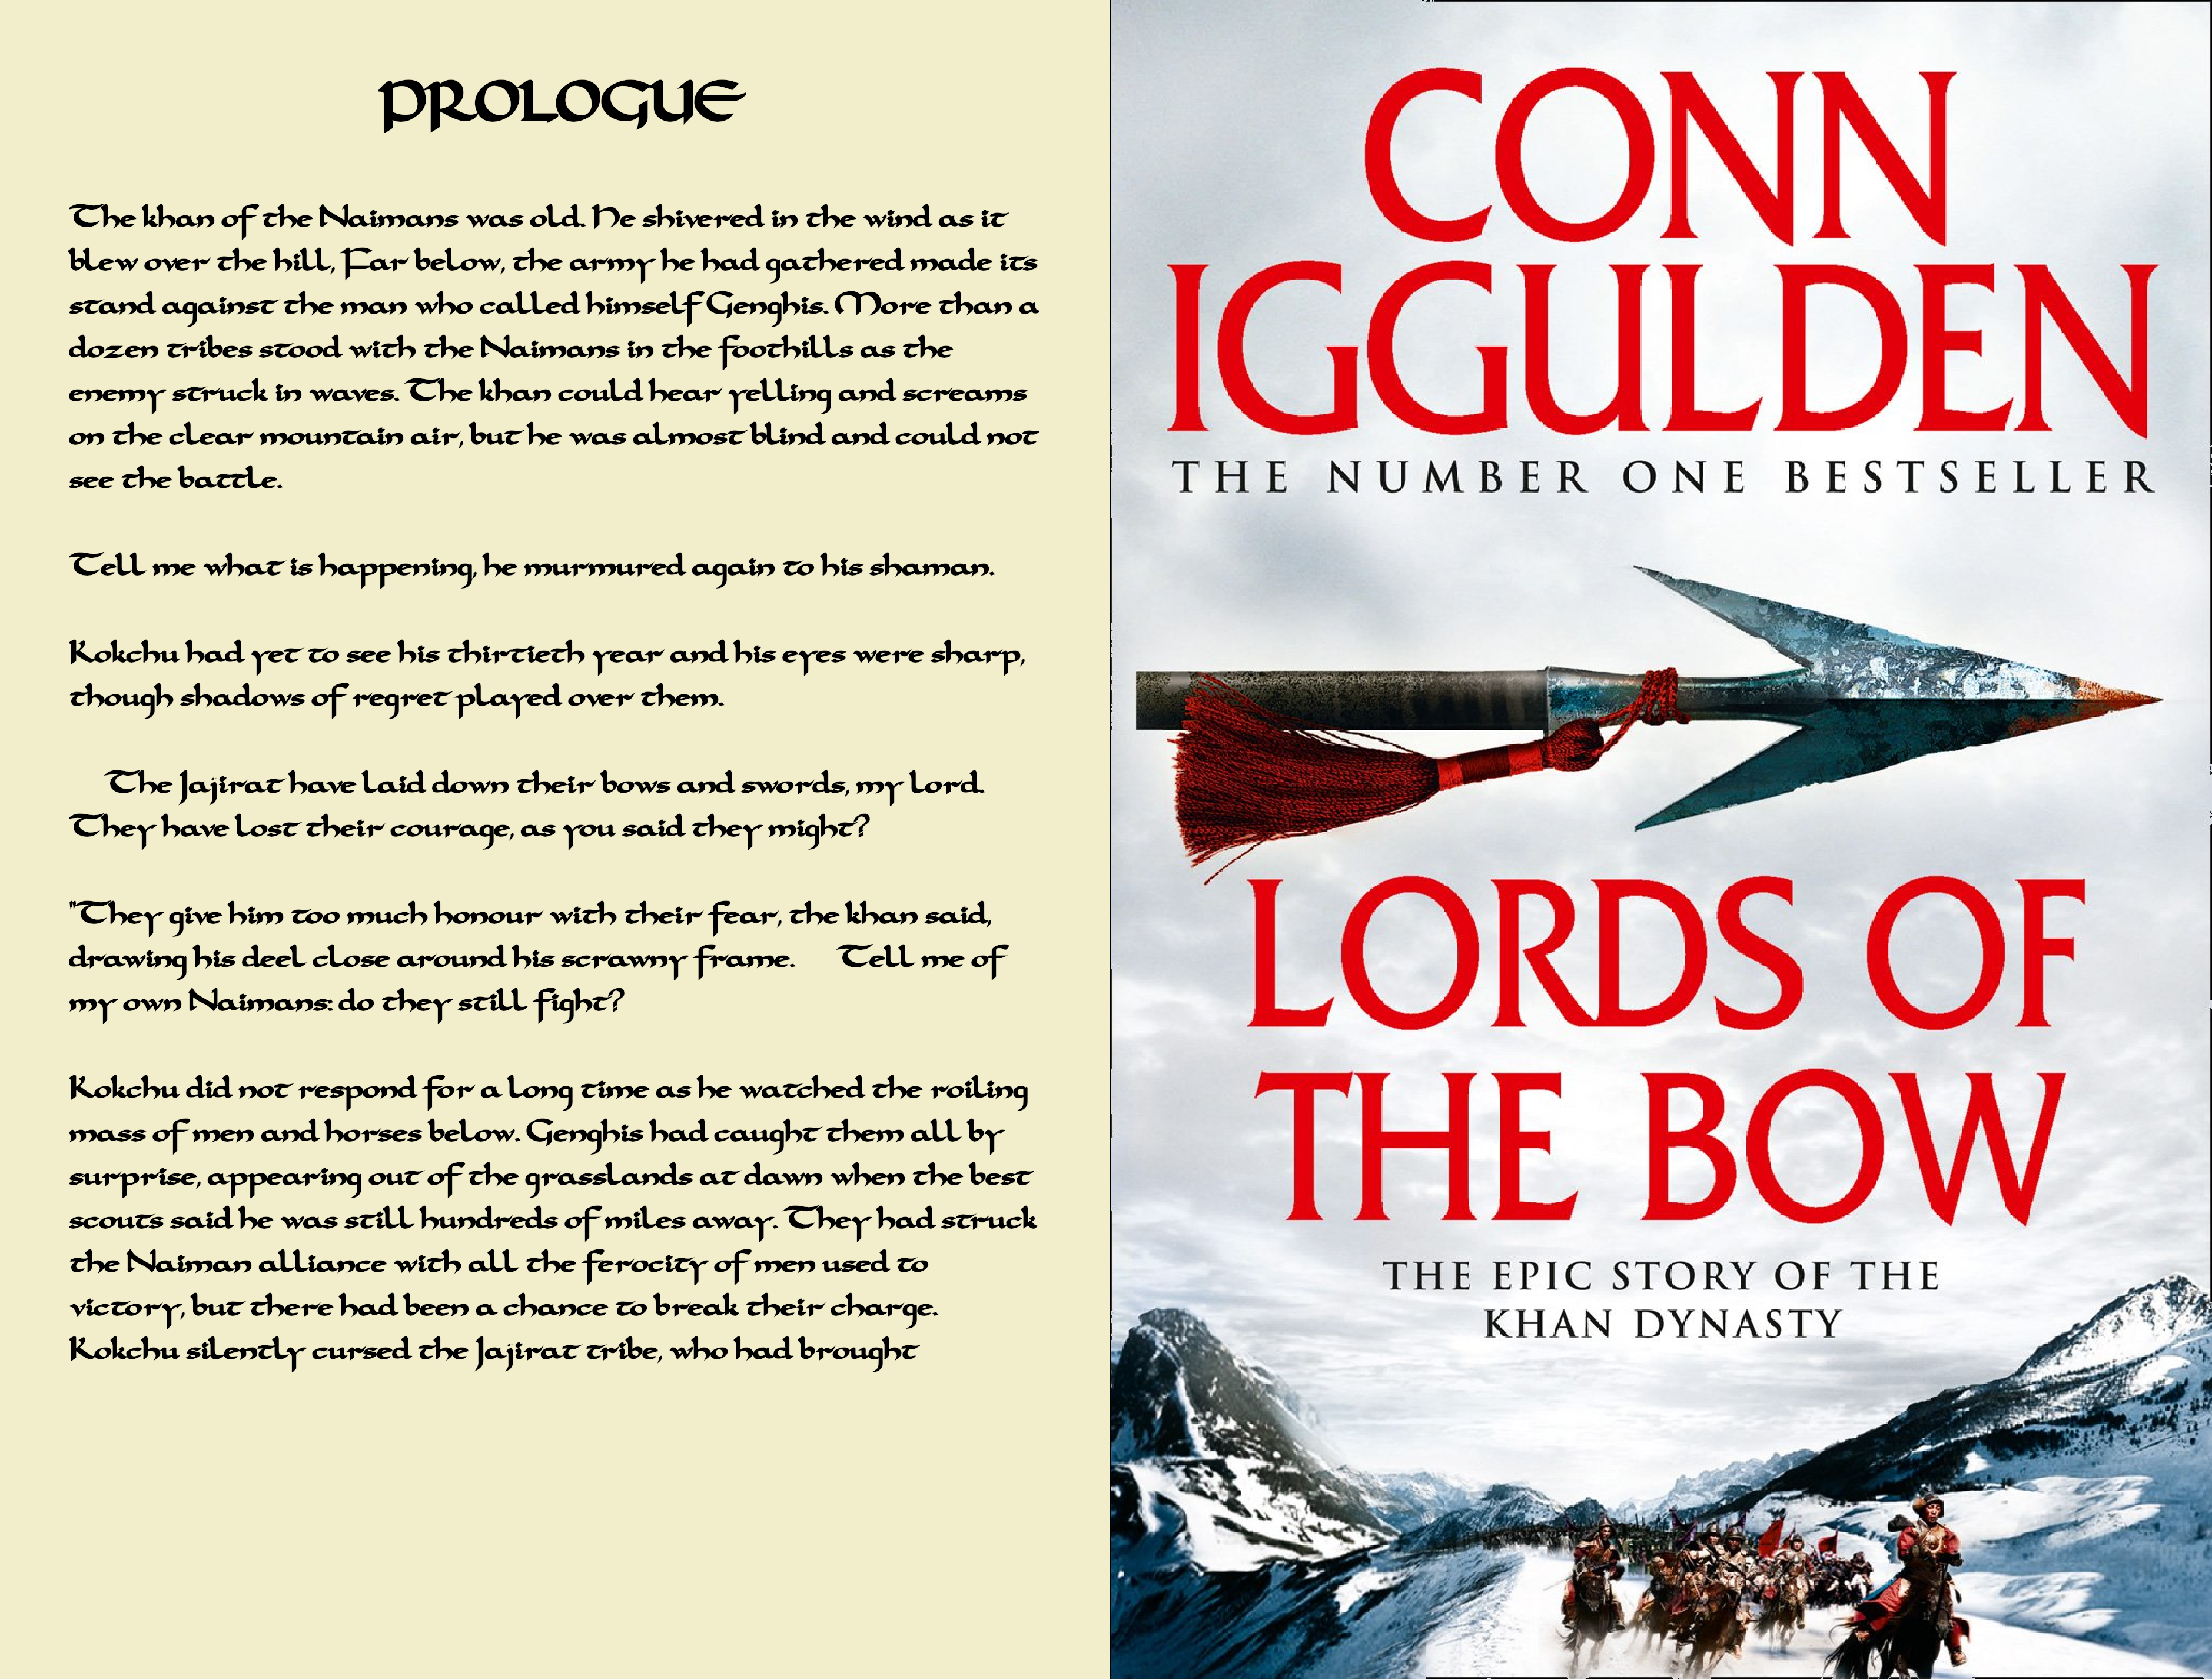 PROLOGUE
The khan of the Naimans was old. He shivered in the wind as it
blew over the hill, Far below, the army he had gathered made its
stand against the man who called himself Genghis. More than a
dozen tribes stood with the Naimans in the foothills as the
enemy struck in waves. The khan could hear yelling and screams
on the clear mountain air, but he was almost blind and could not
see the battle.
Tell me what is happening, he murmured again to his shaman.
Kokchu had yet to see his thirtieth year and his eyes were sharp,
though shadows of regret played over them.
The Jajirat have laid down their bows and swords, my lord.
They have lost their courage, as you said they might?
"They give him too much honour with their fear, the khan said,
drawing his deel close around his scrawny frame. Tell me of
my own Naimans: do they still fight?
Kokchu did not respond for a long time as he watched the roiling
mass of men and horses below. Genghis had caught them all by
surprise, appearing out of the grasslands at dawn when the best
scouts said he was still hundreds of miles away. They had struck
the Naiman alliance with all the ferocity of men used to
victory, but there had been a chance to break their charge.
Kokchu silently cursed the Jajirat tribe, who had brought
CONN
IGGULDEN
THE NUMBER ONE BESTSELLER
LORDS OF
THE BOW
THE EPIC STORY OF THE
KHAN DYNASTY